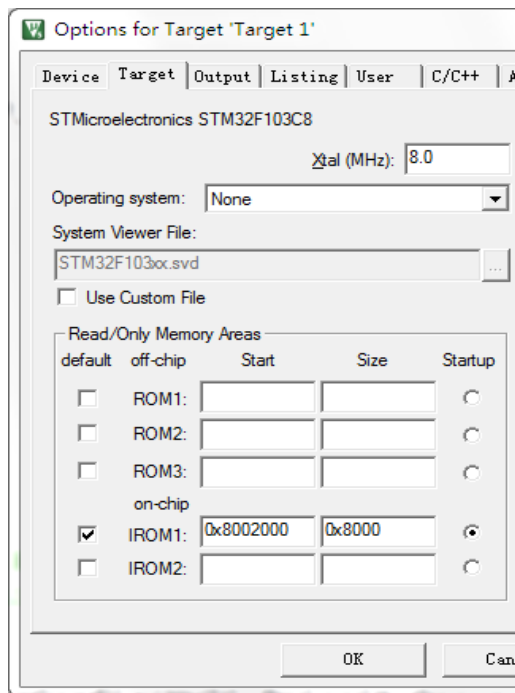 Options for Target 'Target 1'
Device Target Output Listing User C/C++
STMicroelectronics STM32F103C8
Xtal (MHz): 8.0
Operating system: None
System Viewer File:
STM32F103xx.svd ...
Use Custom File
Read/Only Memory Areas
default off-chip Start Size Startup
ROM1:
ROM2:
ROM3:
on-chip
IROM1: 0x8002000 0x8000
IROM2:
OK Can